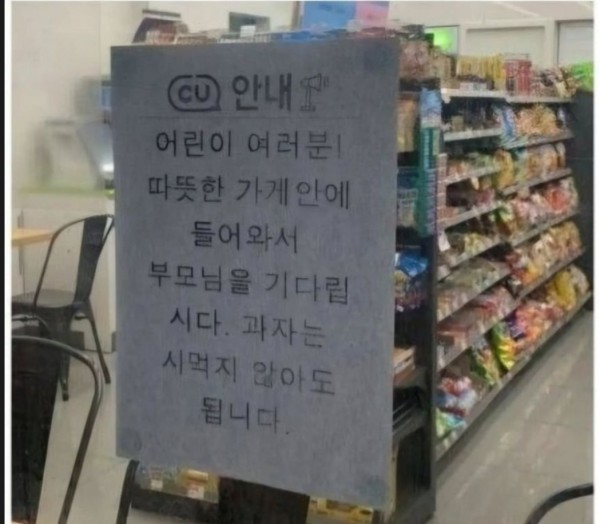 CU 안내
어린이 여러분!
따뜻한 가게안에
들어와서
부모님을 기다립
시다. 과자는
사먹지 않아도
됩니다.